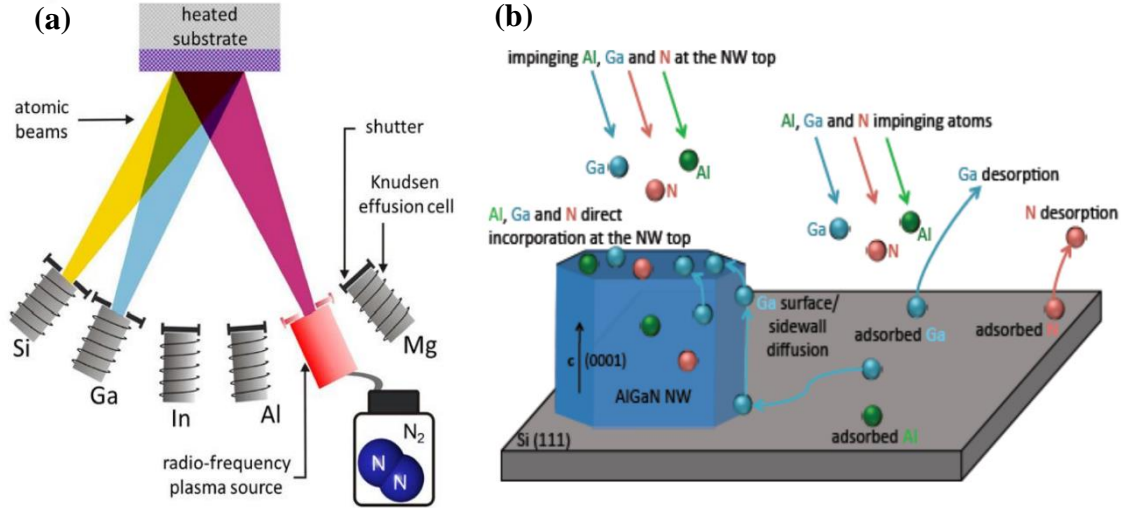 (a)
heated
substrate
atomic
beams
shutter
Knudsen
effusion cell
Si
Ga
In
Al
Mg
N2
N
N
radio-frequency
plasma source
(b)
impinging Al, Ga and N at the NW top
Ga
N
Al
Al, Ga and N impinging atoms
Ga
N
Al
Ga desorption
N desorption
Al, Ga and N direct
incorporation at the NW top
Ga surface/
sidewall
diffusion
adsorbed Ga
adsorbed N
c
(0001)
AlGaN NW
adsorbed Al
Si (111)